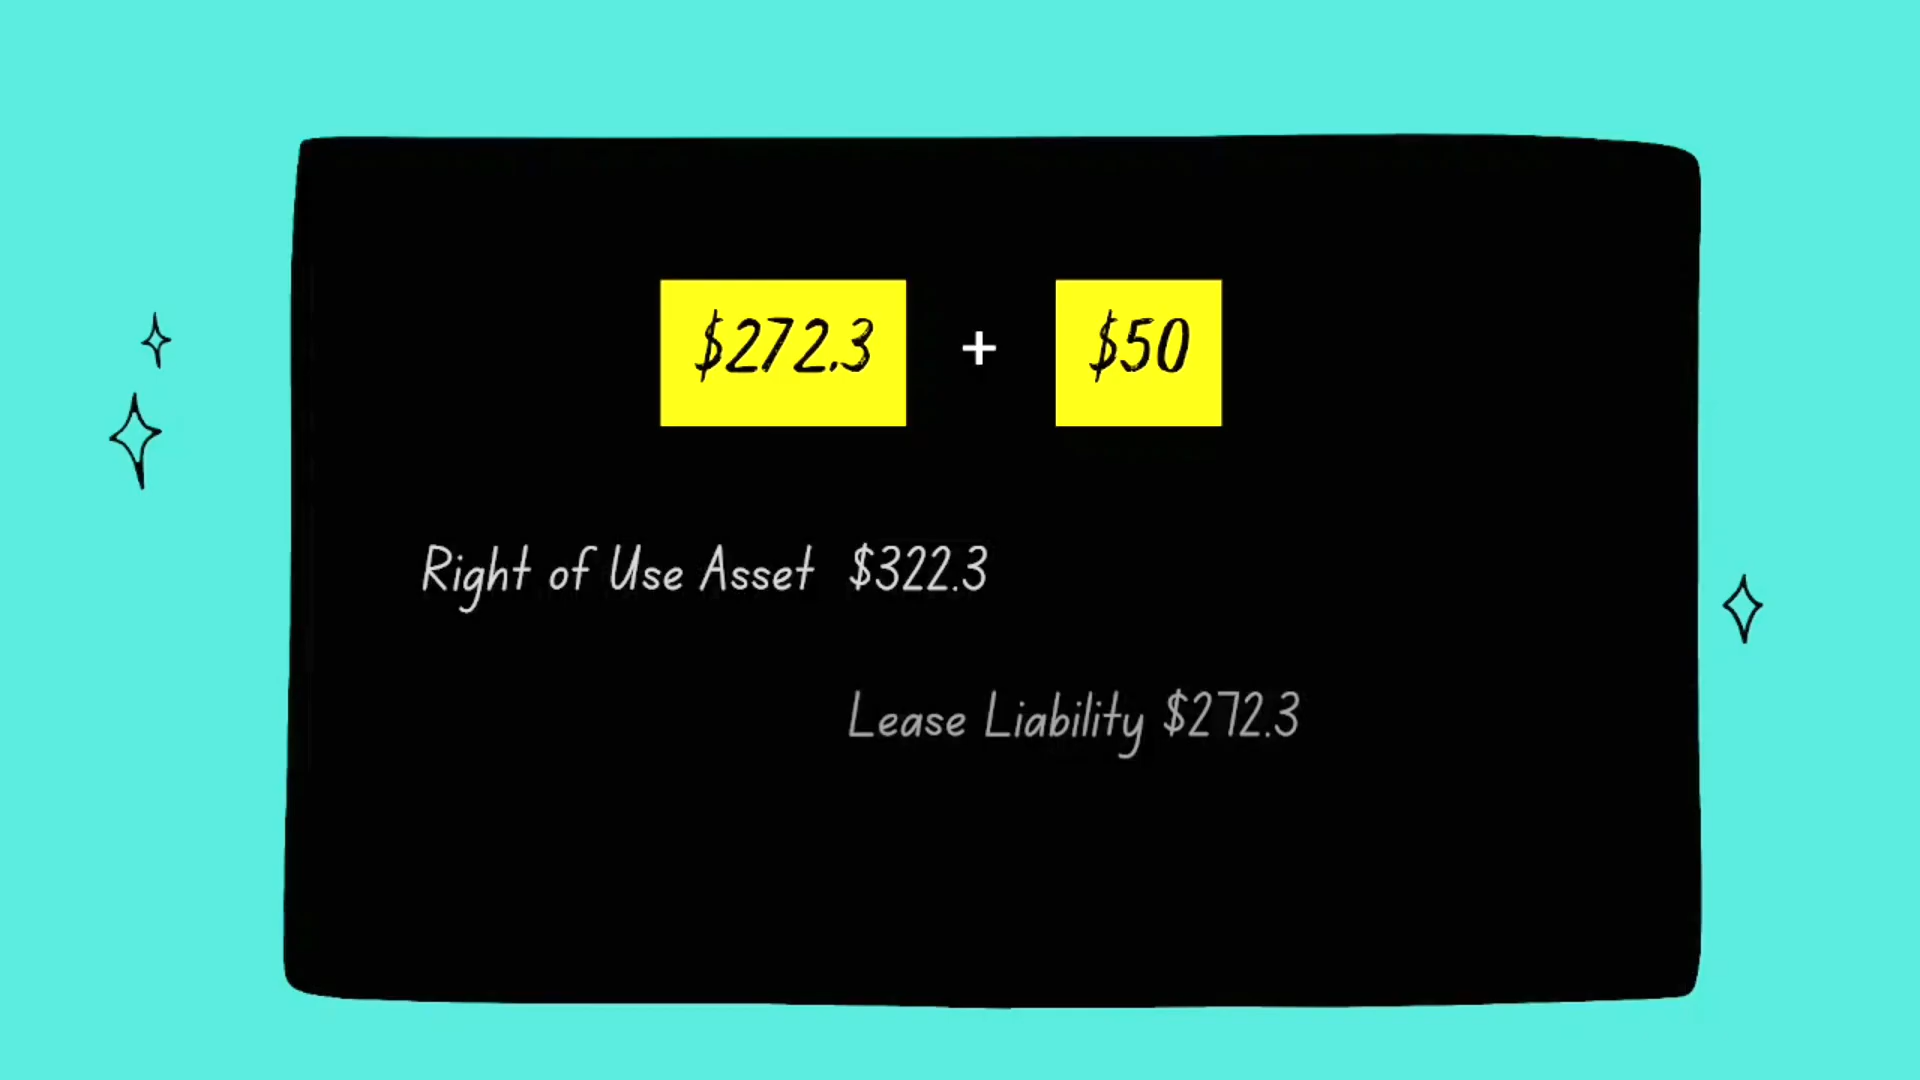 $272.3 + $50
Right of Use Asset $322.3
Lease Liability $272.3